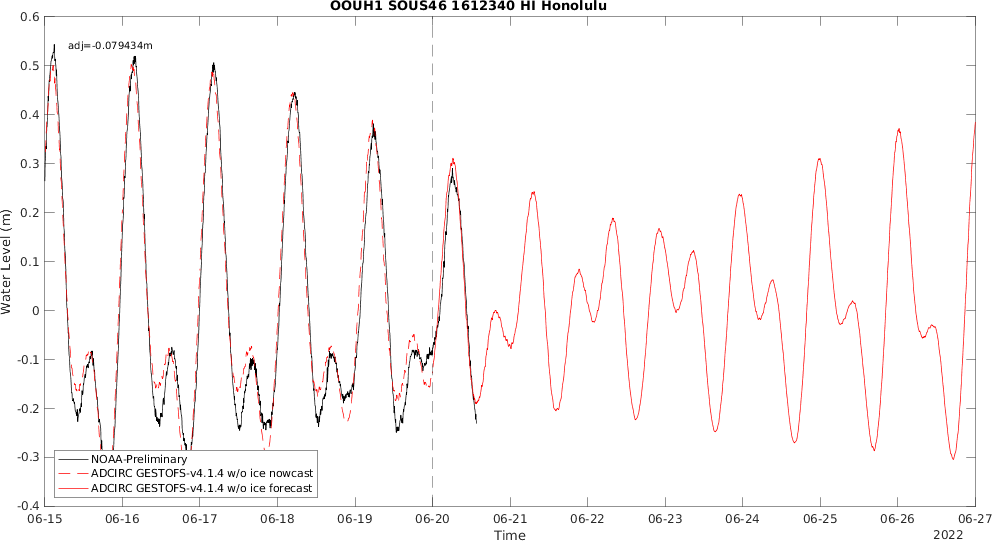 OOUH1 SOUS46 1612340 HI Honolulu
adj=-0.079434m
Water Level (m)
0.6
0.5
0.4
0.3
0.2
0.1
0
-0.1
-0.2
-0.3
-0.4
NOAA-Preliminary
ADCIRC GESTOFS-v4.1.4 w/o ice nowcast
ADCIRC GESTOFS-v4.1.4 w/o ice forecast
06-15 06-16 06-17 06-18 06-19 06-20 06-21 06-22 06-23 06-24 06-25 06-26 06-27
Time
2022